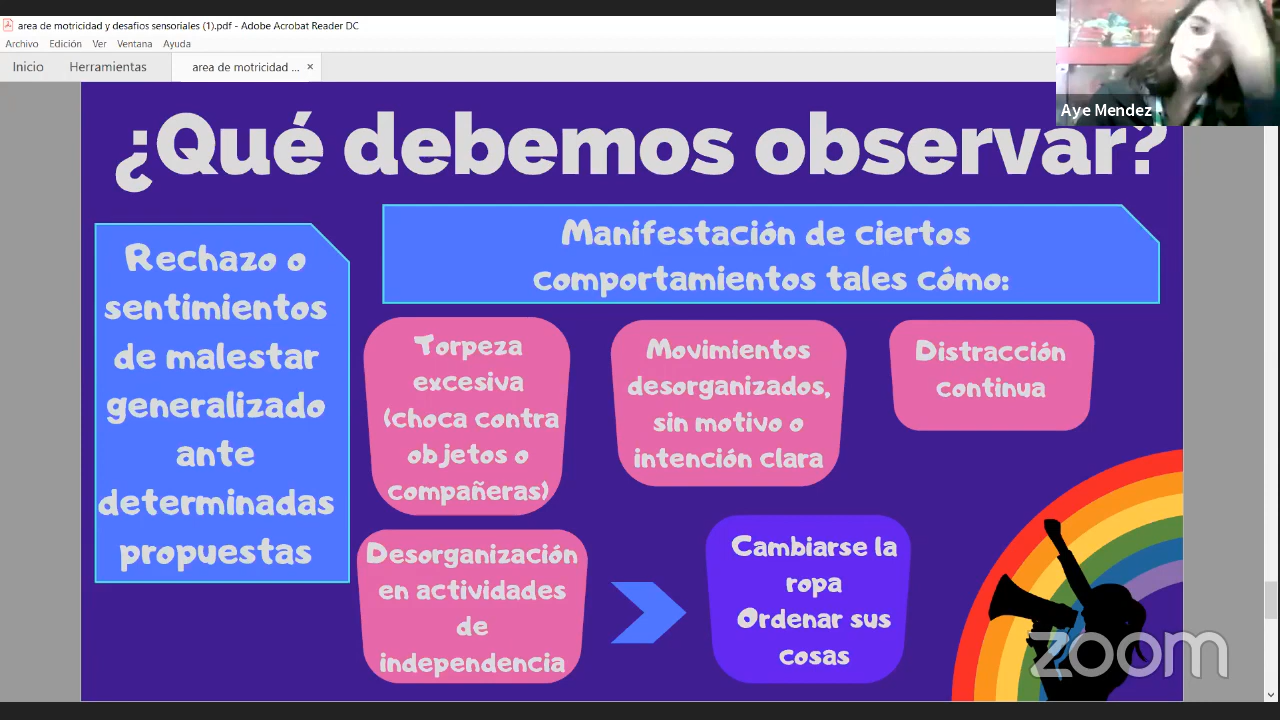 area de motricidad y desafios sensoriales (1).pdf - Adobe Acrobat Reader DC
Archivo Edición Ver Ventana Ayuda
Inicio Herramientas area de motricidad ... ×
Aye Mendez
¿Qué debemos observar?
Rechazo o
sentimientos
de malestar
generalizado
ante
determinadas
propuestas
Manifestación de ciertos
comportamientos tales cómo:
Torpeza
excesiva
(choca contra
objetos o
compañeras)
Movimientos
desorganizados,
sin motivo o
intención clara
Distracción
continua
Desorganización
en actividades
de
independencia
Cambiarse la
ropa
Ordenar sus
cosas
zoom